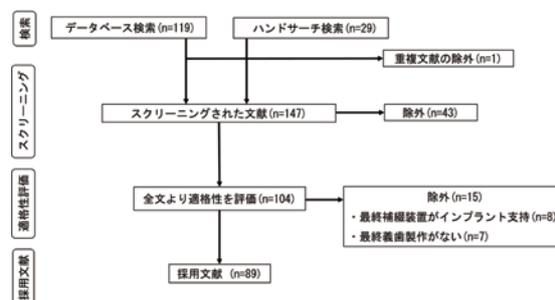 検索
データベース検索(n=119)
ハンドサーチ検索(n=29)
重複文献の除外(n=1)
スクリーニング
スクリーニングされた文献(n=147)
除外(n=43)
適格性評価
全文より適格性を評価(n=104)
除外(n=15)
・最終補綴装置がインプラント支持(n=8)
・最終義歯製作がない(n=7)
採用文献
採用文献 (n=89)